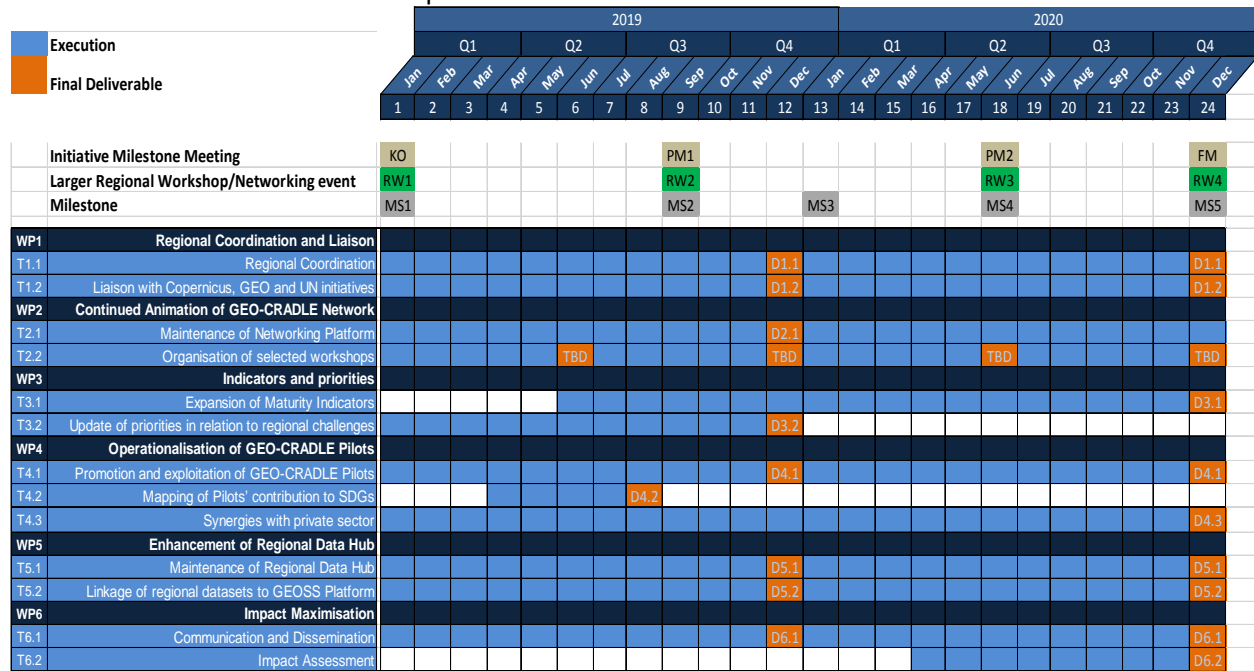 2019 2020
Execution Q1 Q2 Q3 Q4 Q1 Q2 Q3 Q4
Final Deliverable Jan Feb Mar Apr May Jun Jul Aug Sep Oct Nov Dec Jan Feb Mar Apr May Jun Jul Aug Sep Oct Nov Dec
1 2 3 4 5 6 7 8 9 10 11 12 13 14 15 16 17 18 19 20 21 22 23 24
Initiative Milestone Meeting KO PM1 PM2 FM
Larger Regional Workshop/Networking event RW1 RW2 RW3 RW4
Milestone MS1 MS2 MS3 MS4 MS5
WP1 Regional Coordination and Liaison
T1.1 Regional Coordination D1.1 D1.1
T1.2 Liaison with Copernicus, GEO and UN initiatives D1.2 D1.2
WP2 Continued Animation of GEO-CRADLE Network
T2.1 Maintenance of Networking Platform D2.1
T2.2 Organisation of selected workshops TBD TBD TBD TBD
WP3 Indicators and priorities
T3.1 Expansion of Maturity Indicators D3.1
T3.2 Update of priorities in relation to regional challenges D3.2
WP4 Operationalisation of GEO-CRADLE Pilots
T4.1 Promotion and exploitation of GEO-CRADLE Pilots D4.1 D4.1
T4.2 Mapping of Pilots' contribution to SDGs D4.2
T4.3 Synergies with private sector D4.3
WP5 Enhancement of Regional Data Hub
T5.1 Maintenance of Regional Data Hub D5.1 D5.1
T5.2 Linkage of regional datasets to GEOSS Platform D5.2 D5.2
WP6 Impact Maximisation
T6.1 Communication and Dissemination D6.1 D6.1
T6.2 Impact Assessment D6.2